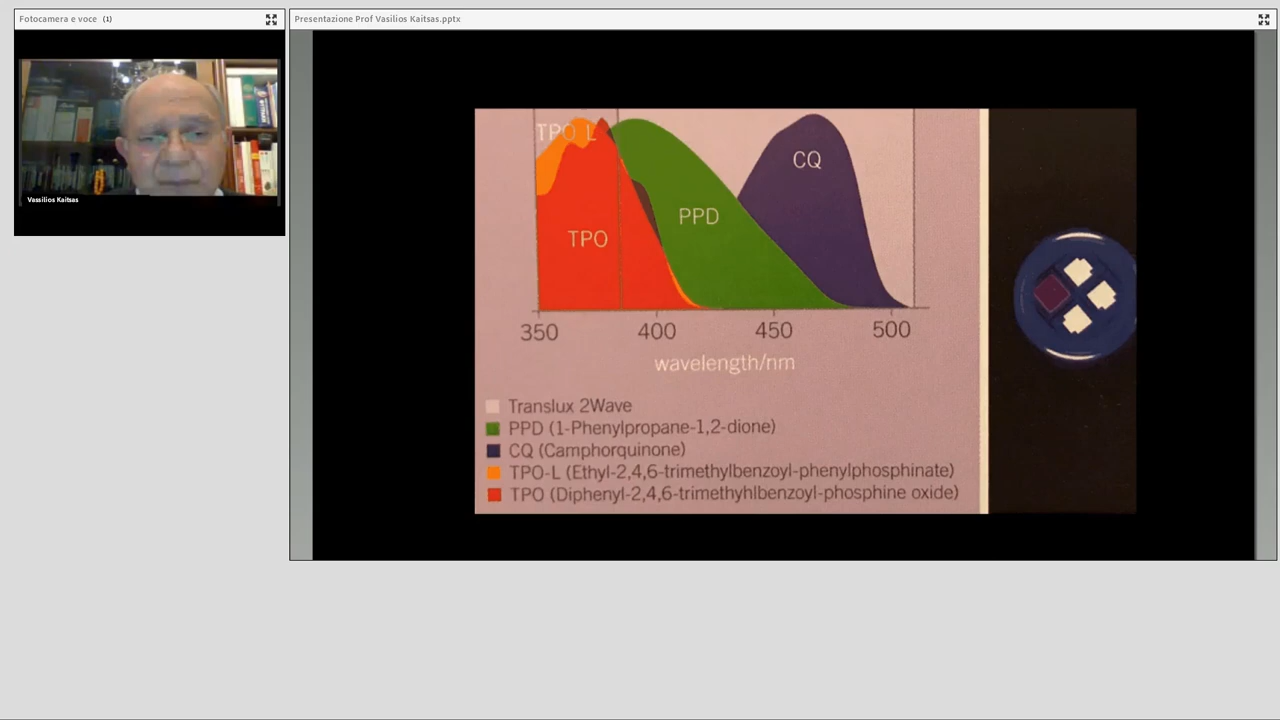 Fotocamera e voce (1)
Vassilios Kaitsas
Presentazione Prof Vasilios Kaitsas.pptx
TPO L
TPO
PPD
CQ
350 400 450 500
wavelength/nm
Translux 2Wave
PPD (1-Phenylpropane-1,2-dione)
CQ (Camphorquinone)
TPO-L (Ethyl-2,4,6-trimethylbenzoyl-phenylphosphinate)
TPO (Diphenyl-2,4,6-trimethyhlbenzoyl-phosphine oxide)